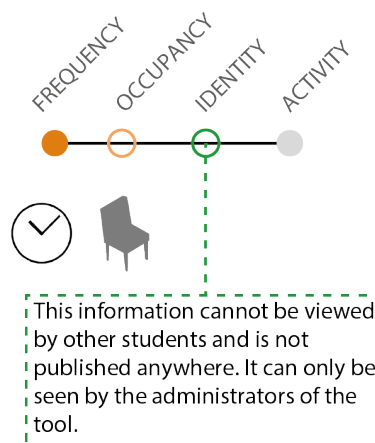 FREQUENCY
OCCUPANCY
IDENTITY
ACTIVITY
This information cannot be viewed
by other students and is not
published anywhere. It can only be
seen by the administrators of the
tool.